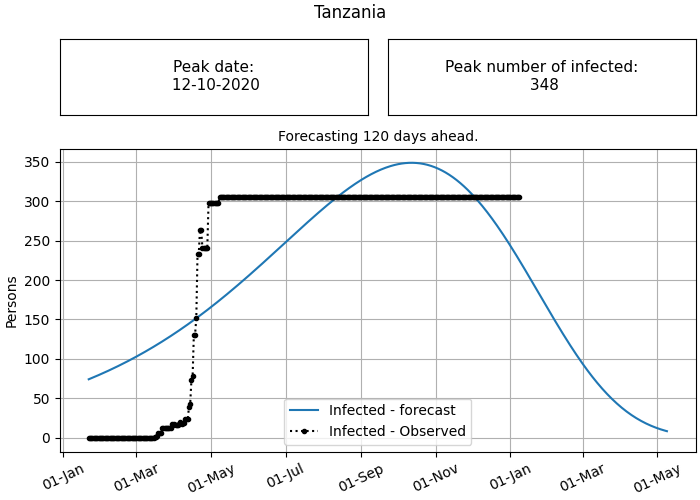 Tanzania
Peak date:
12-10-2020
Peak number of infected:
348
Forecasting 120 days ahead.
350
300
250
200
150
100
50
0
Persons
Infected - forecast
Infected - Observed
01-Jan
01-Mar
01-May
01-Jul
01-Sep
01-Nov
01-Jan
01-Mar
01-May